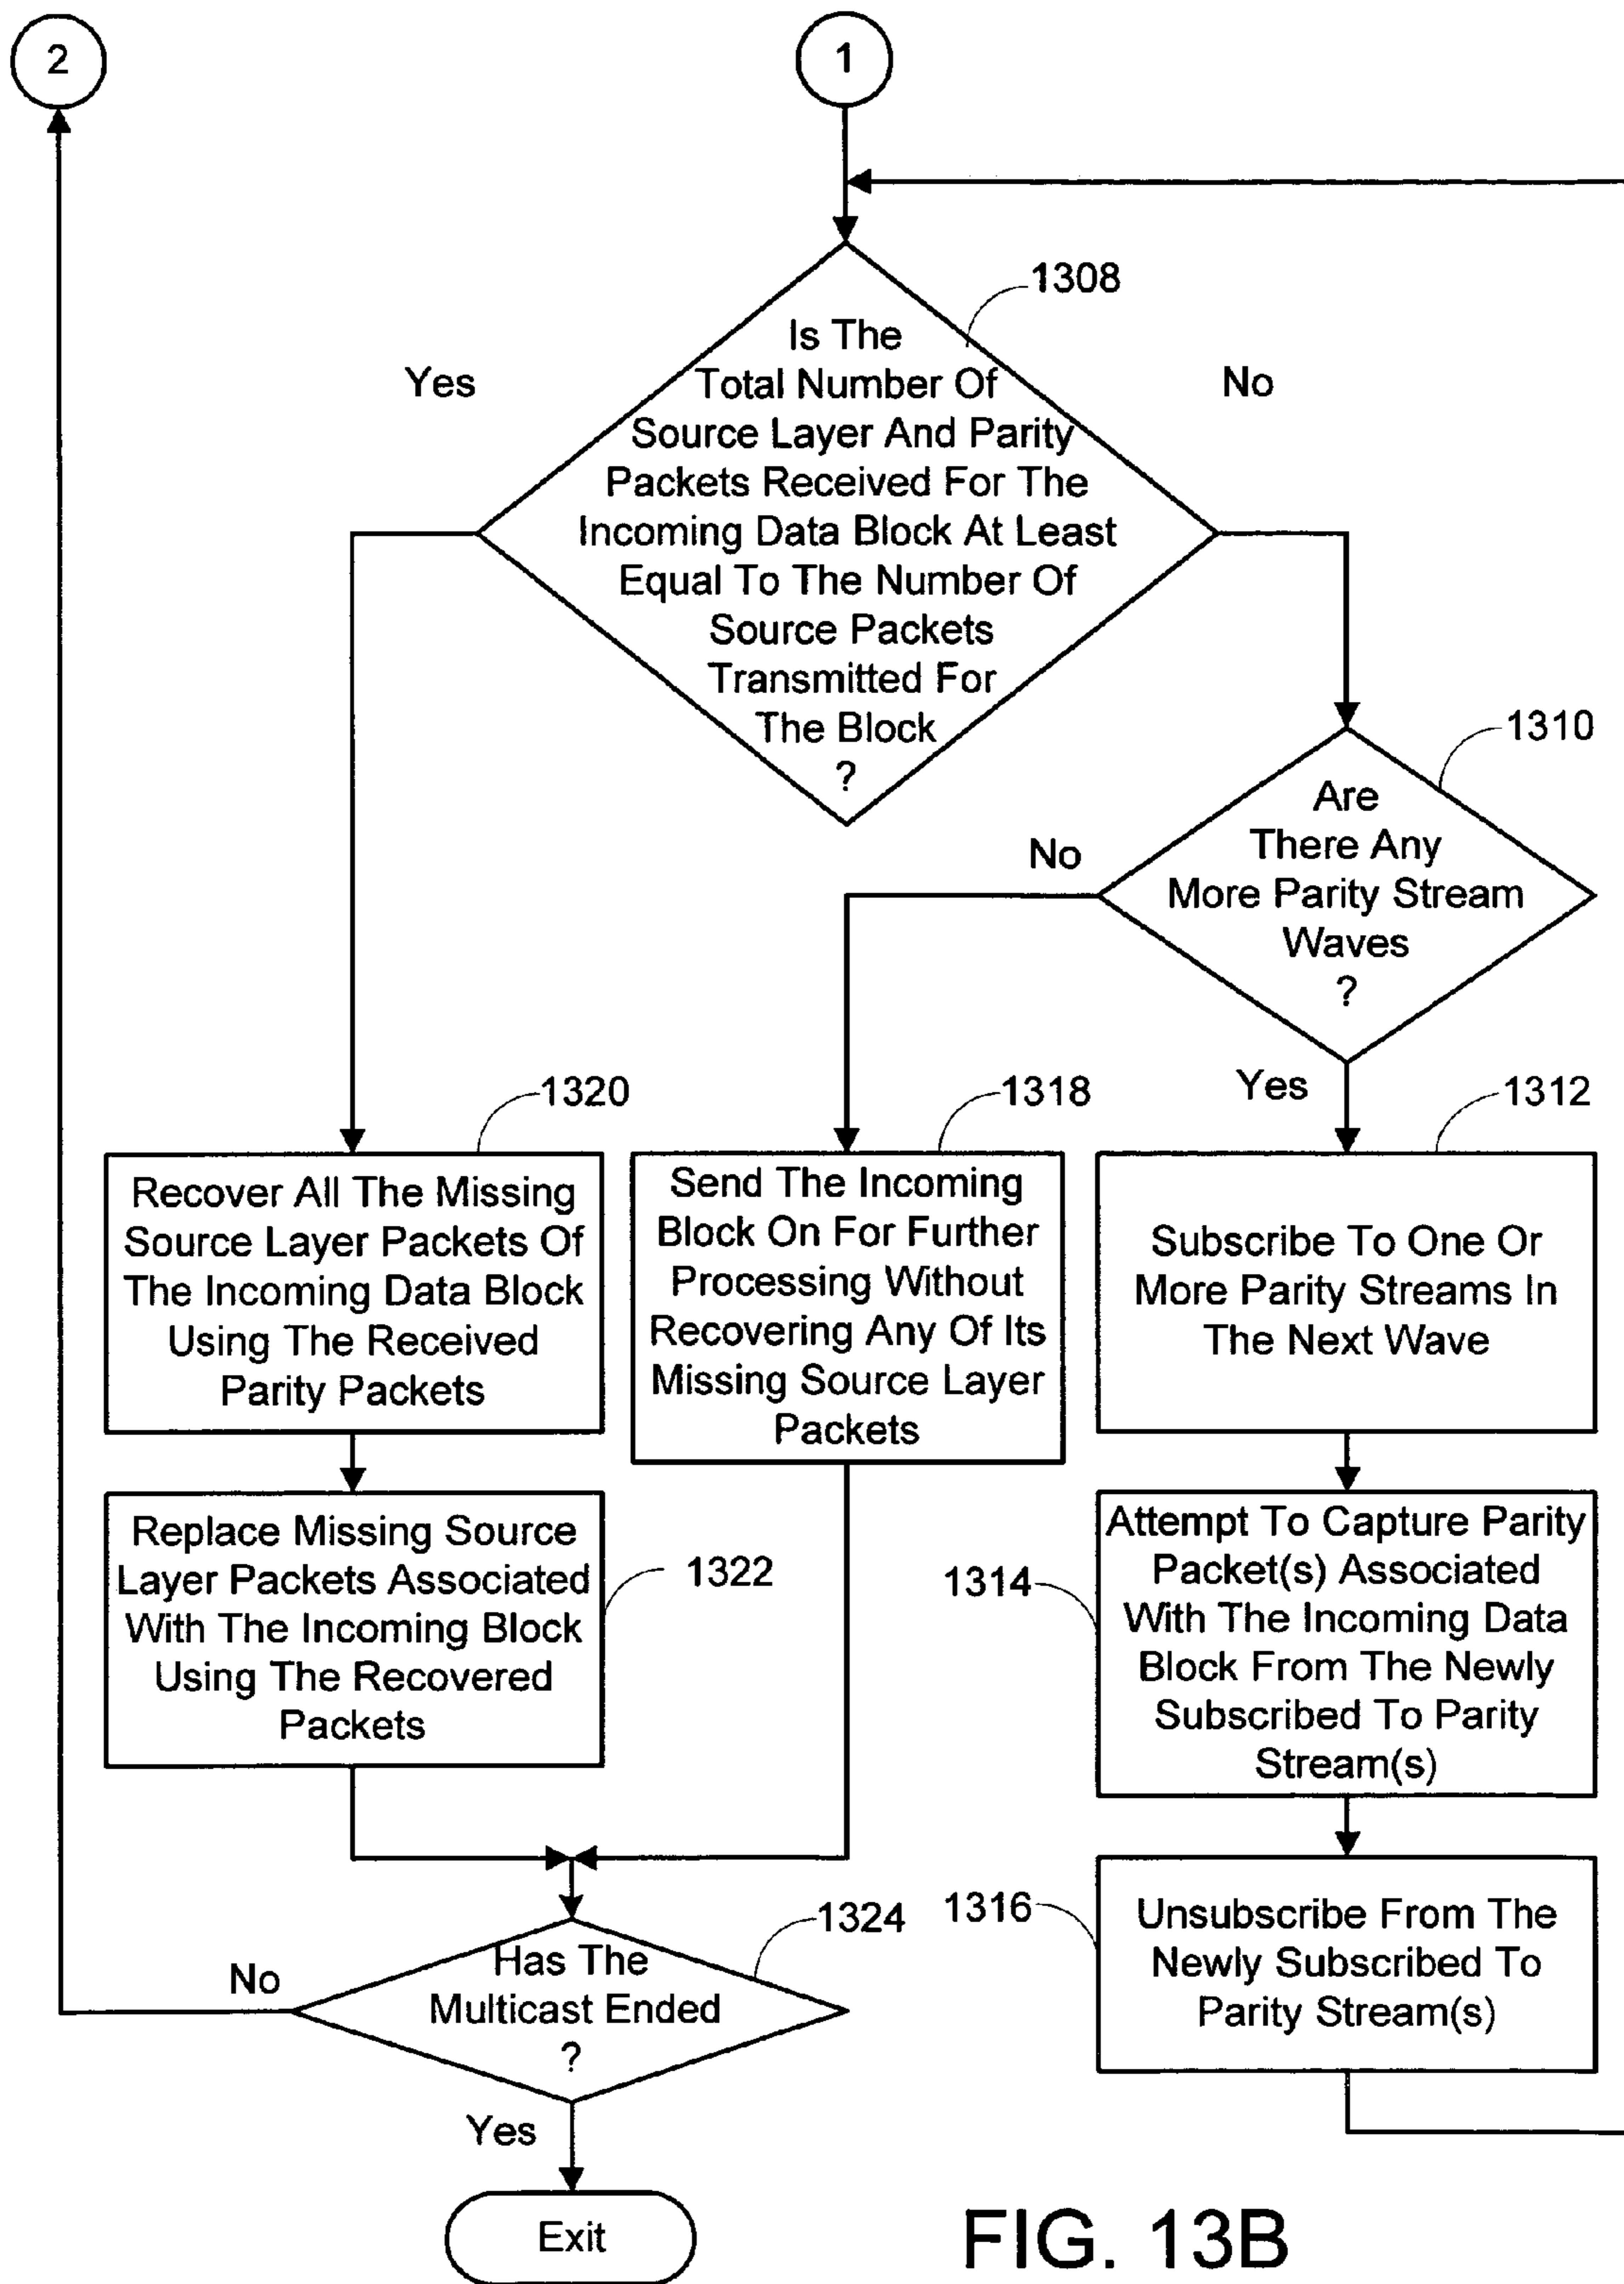 2
1
1308
Is The
Total Number Of
Source Layer And Parity
Packets Received For The
Incoming Data Block At Least
Equal To The Number Of
Source Packets
Transmitted For
The Block
?
Yes
No
1310
Are
There Any
More Parity Stream
Waves
?
No
Yes
1320
Recover All The Missing
Source Layer Packets Of
The Incoming Data Block
Using The Received
Parity Packets
1318
Send The Incoming
Block On For Further
Processing Without
Recovering Any Of Its
Missing Source Layer
Packets
1312
Subscribe To One Or
More Parity Streams In
The Next Wave
Replace Missing Source
Layer Packets Associated
With The Incoming Block
Using The Recovered
Packets
1322
1314
Attempt To Capture Parity
Packet(s) Associated
With The Incoming Data
Block From The Newly
Subscribed To Parity
Stream(s)
1316
Unsubscribe From The
Newly Subscribed To
Parity Stream(s)
1324
Has The
Multicast Ended
?
No
Yes
Exit
FIG. 13B